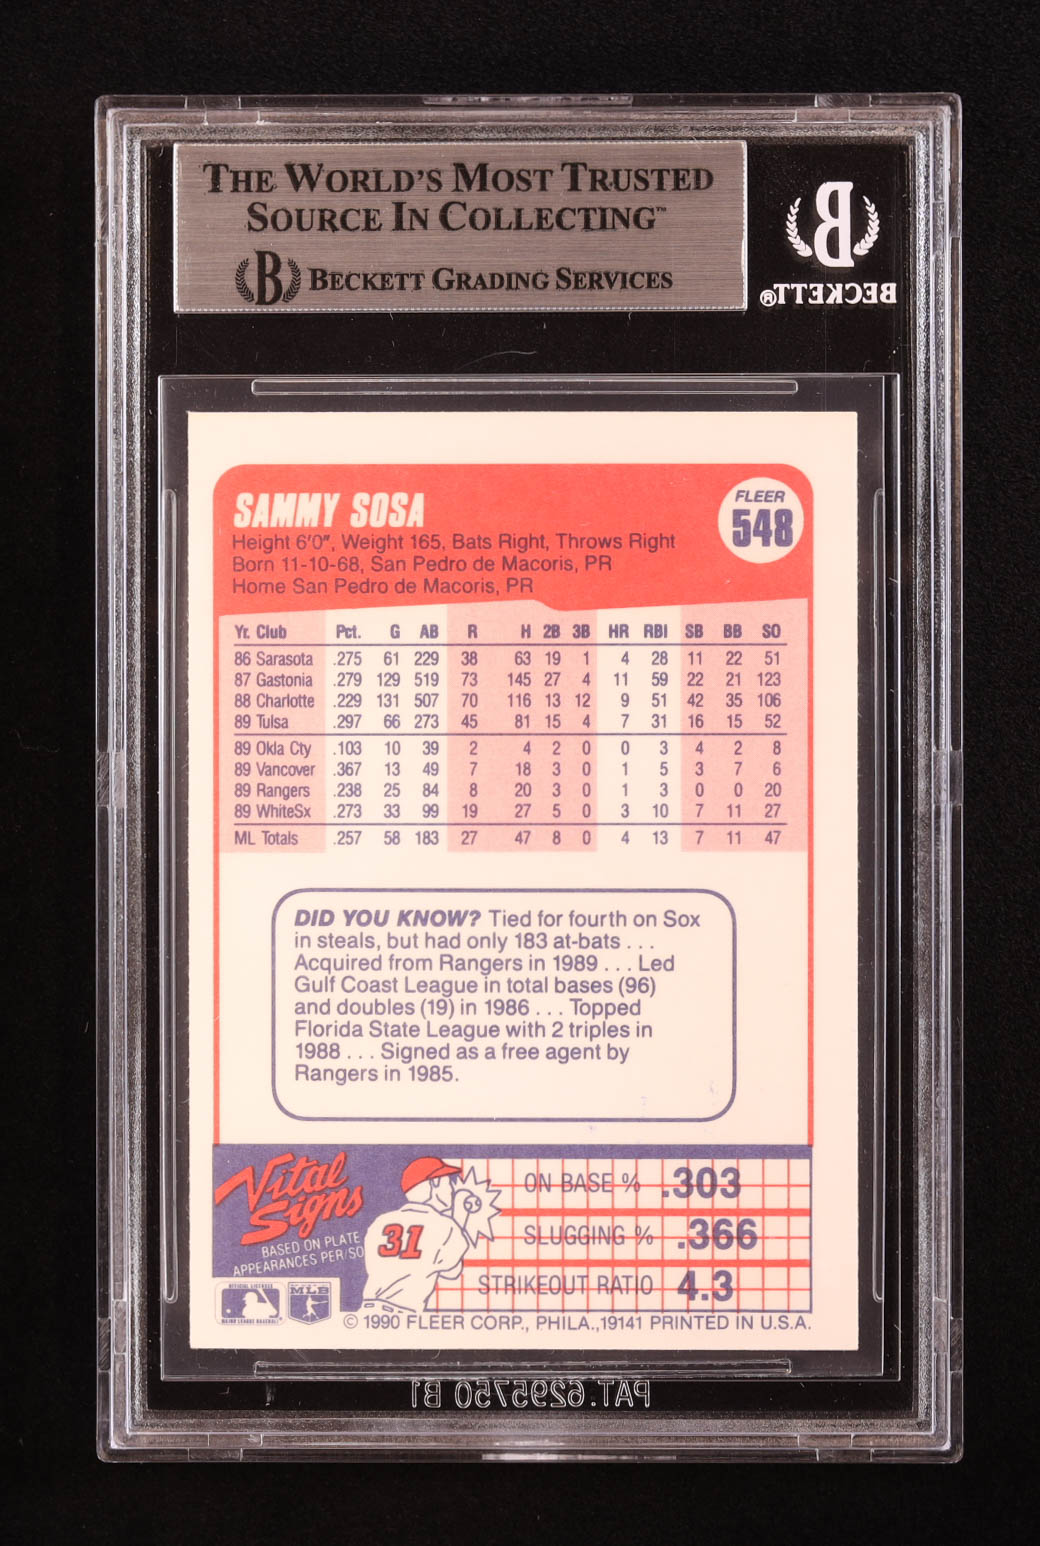 THE WORLD'S MOST TRUSTED
SOURCE IN COLLECTING™
B BECKETT GRADING SERVICES
B
BECKETT®
SAMMY SOSA
FLEER
548
Height 6'0", Weight 165, Bats Right, Throws Right
Born 11-10-68, San Pedro de Macoris, PR
Home San Pedro de Macoris, PR
Yr. Club Pct. G AB R H 2B 3B HR RBI SB BB SO
86 Sarasota .275 61 229 38 63 19 1 4 28 11 22 51
87 Gastonia .279 129 519 73 145 27 4 11 59 22 21 123
88 Charlotte .229 131 507 70 116 13 12 9 51 42 35 106
89 Tulsa .297 66 273 45 81 15 4 7 31 16 15 52
89 Okla Cty .103 10 39 2 4 2 0 0 3 4 2 8
89 Vancover .367 13 49 7 18 3 0 1 5 3 7 6
89 Rangers .238 25 84 8 20 3 0 1 3 0 0 20
89 WhiteSx .273 33 99 19 27 5 0 3 10 7 11 27
ML Totals .257 58 183 27 47 8 0 4 13 7 11 47
DID YOU KNOW? Tied for fourth on Sox
in steals, but had only 183 at-bats . . .
Acquired from Rangers in 1989 . . . Led
Gulf Coast League in total bases (96)
and doubles (19) in 1986 . . . Topped
Florida State League with 2 triples in
1988 . . . Signed as a free agent by
Rangers in 1985.
Vital
Signs
BASED ON PLATE
APPEARANCES PER/SO
31
ON BASE % .303
SLUGGING % .366
STRIKEOUT RATIO 4.3
OFFICIAL LICENSEE
MAJOR LEAGUE BASEBALL
MLB
© 1990 FLEER CORP., PHILA.,19141 PRINTED IN U.S.A.
PAT.6295750 B1